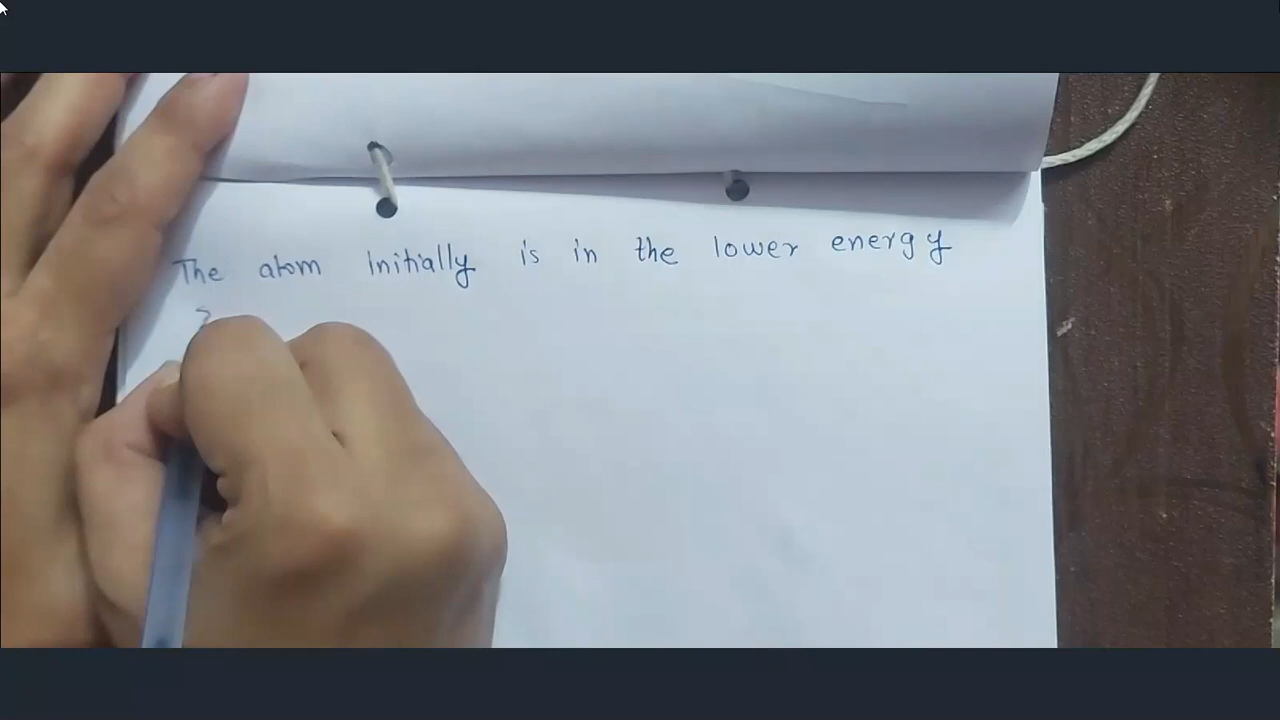 The atom initially is in the lower energy